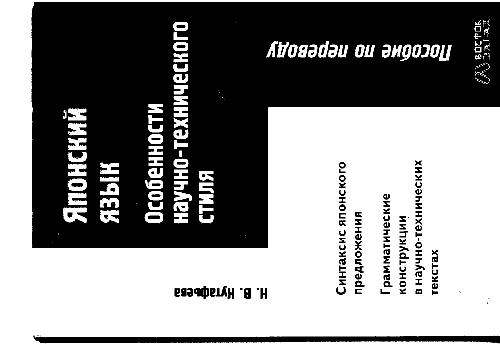 Н. В. Кутафьева
Японский
язык
Особенности
научно-технического
стиля
Пособие по переводу
Синтаксис японского
предложения
Грамматические
конструкции
в научно-технических
текстах
ВОСТОК
ЗАПАД